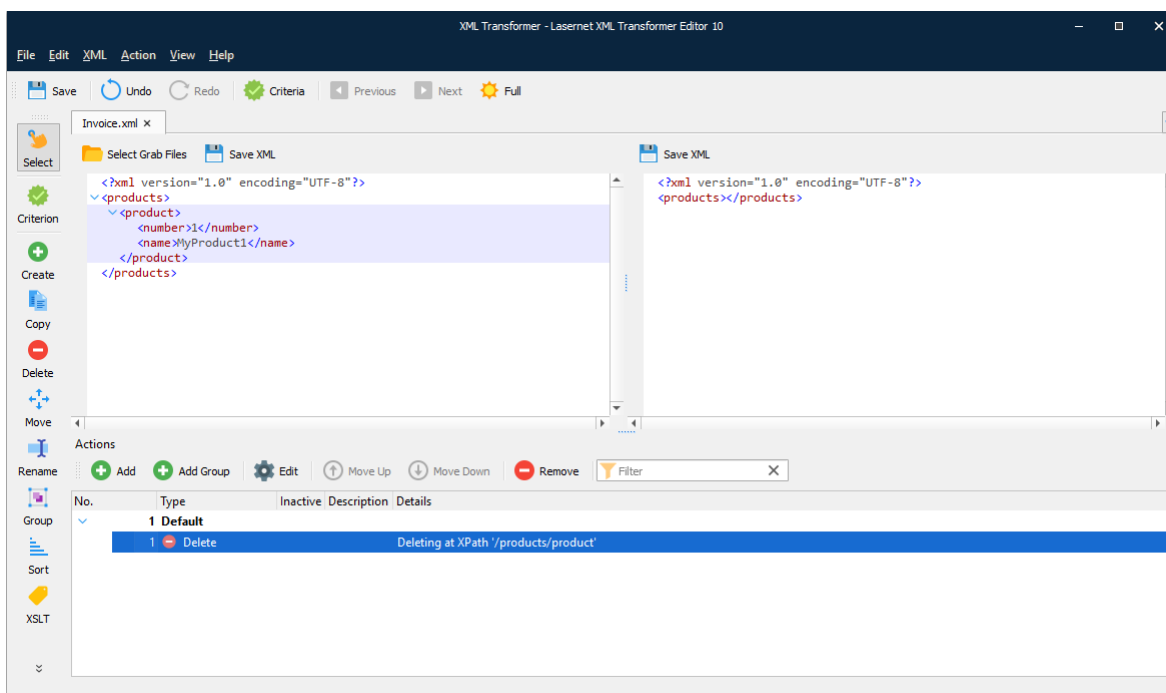 XML Transformer - Lasernet XML Transformer Editor 10
File Edit XML Action View Help
Save Undo Redo Criteria Previous Next Full
Invoice.xml ×
Select
Select Grab Files Save XML
Save XML
<?xml version="1.0" encoding="UTF-8"?>
<products>
<product>
<number>1</number>
<name>MyProduct1</name>
</product>
</products>
<?xml version="1.0" encoding="UTF-8"?>
<products></products>
Criterion
Create
Copy
Delete
Move
Rename
Group
Sort
XSLT
Actions
Add Add Group Edit Move Up Move Down Remove Filter
No. Type Inactive Description Details
1 Default
1 Delete Deleting at XPath '/products/product'